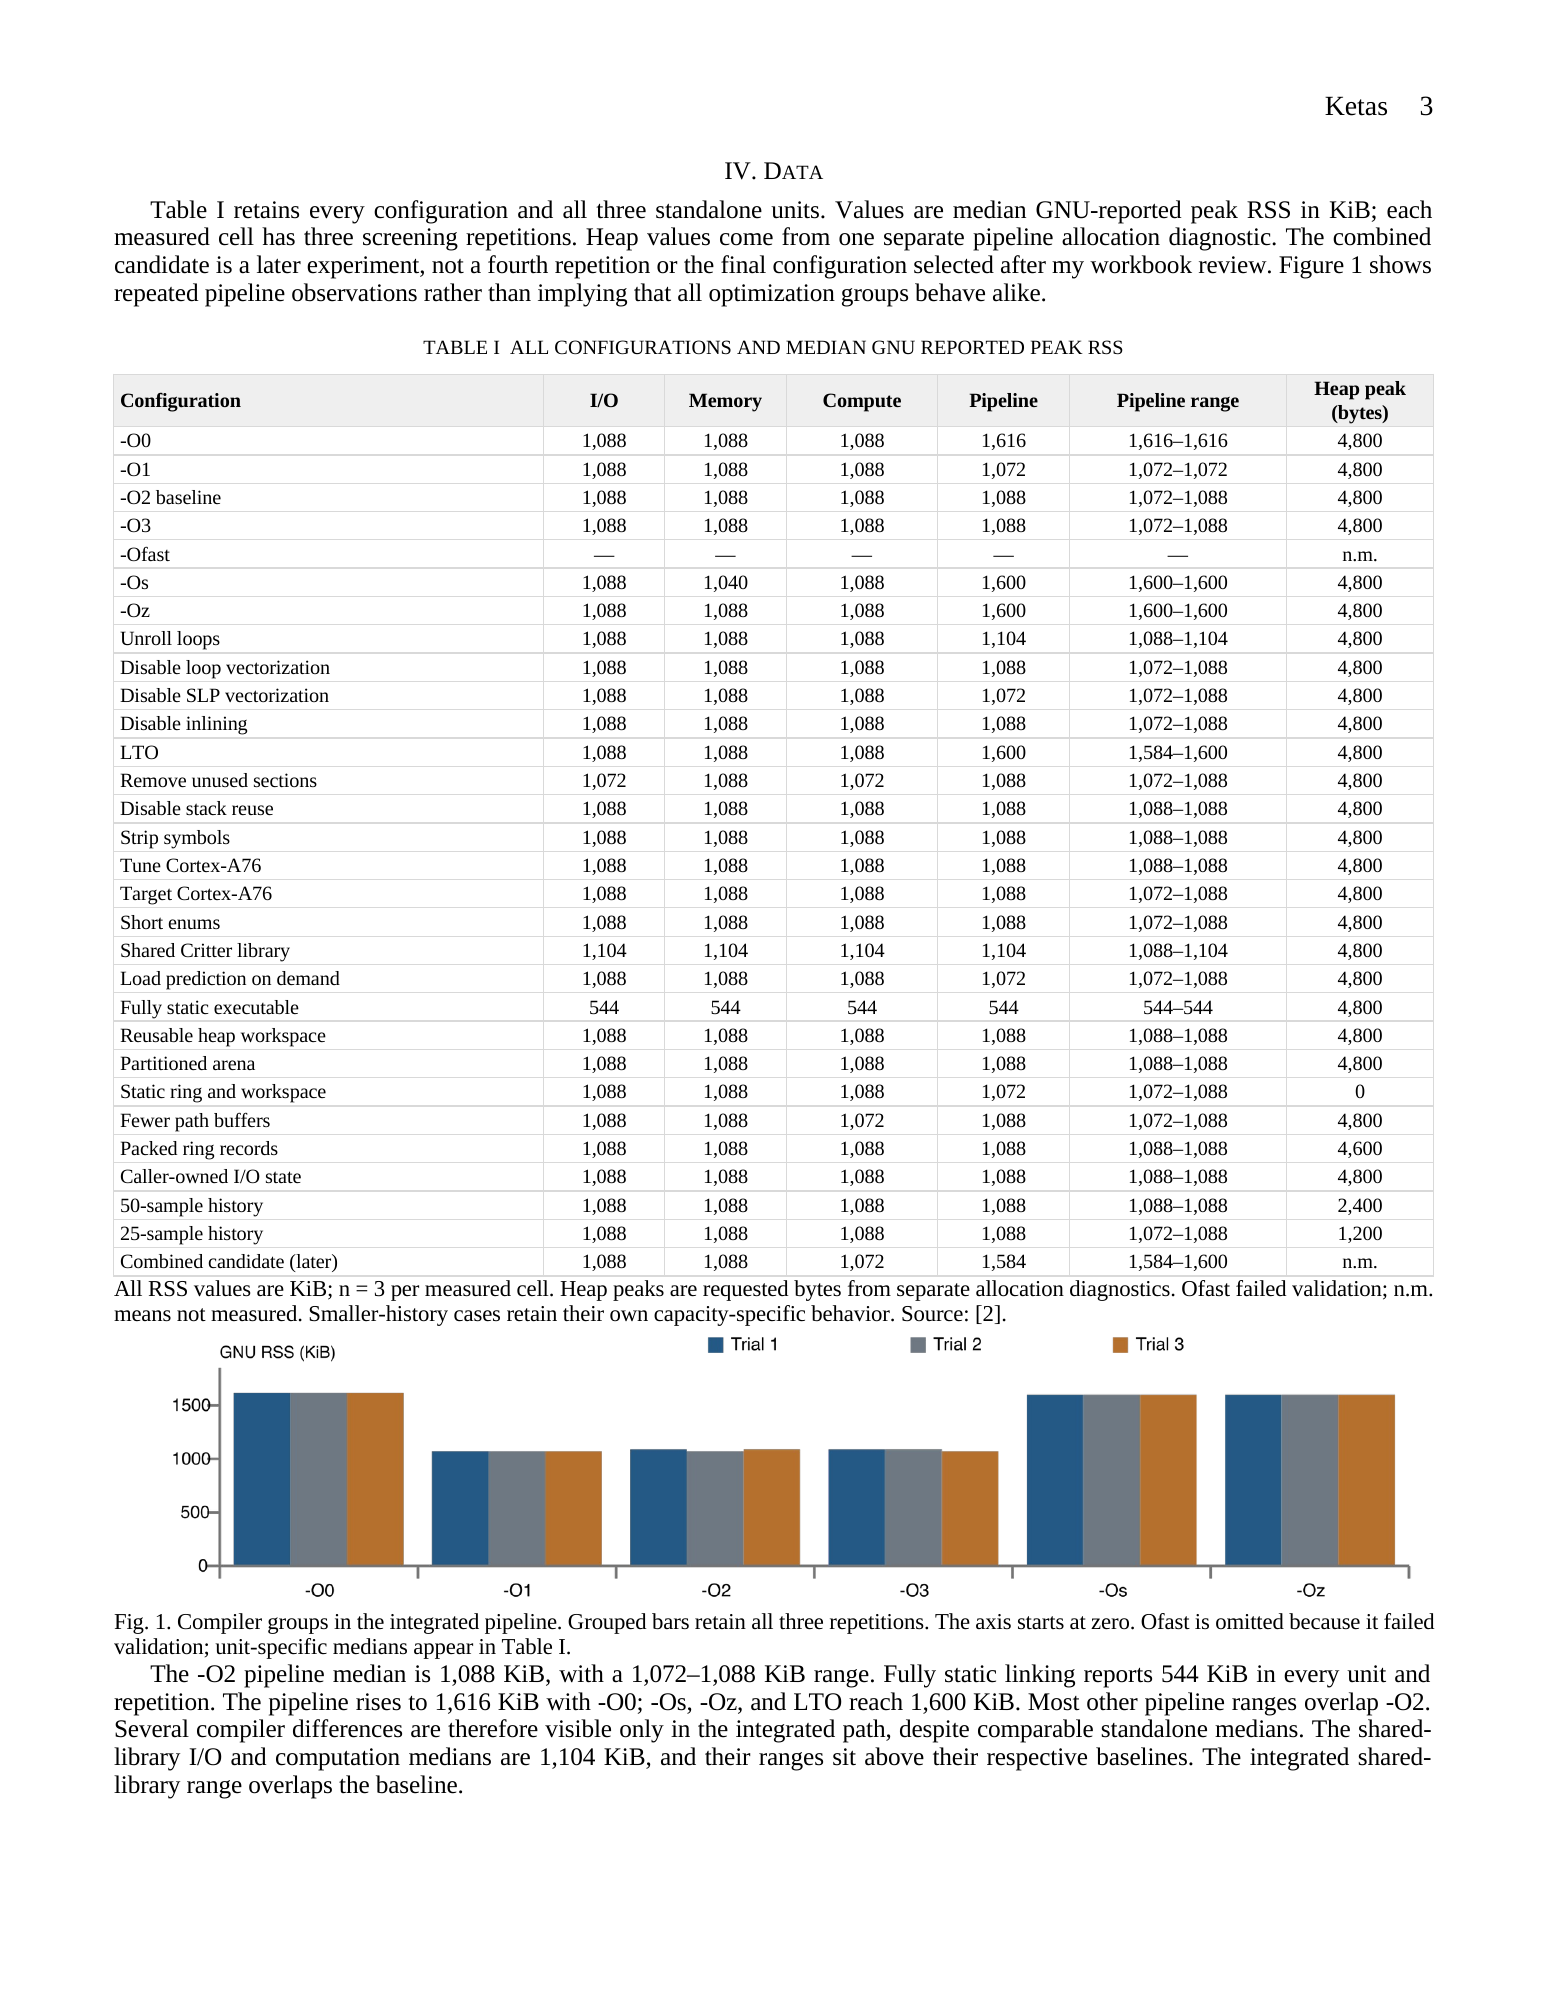 Ketas 3
IV. DATA
Table I retains every configuration and all three standalone units. Values are median GNU-reported peak RSS in KiB; each
measured cell has three screening repetitions. Heap values come from one separate pipeline allocation diagnostic. The combined
candidate is a later experiment, not a fourth repetition or the final configuration selected after my workbook review. Figure 1 shows
repeated pipeline observations rather than implying that all optimization groups behave alike.
TABLE I ALL CONFIGURATIONS AND MEDIAN GNU REPORTED PEAK RSS
Configuration I/O Memory Compute Pipeline Pipeline range Heap peak (bytes)
-O0 1,088 1,088 1,088 1,616 1,616–1,616 4,800
-O1 1,088 1,088 1,088 1,072 1,072–1,072 4,800
-O2 baseline 1,088 1,088 1,088 1,088 1,072–1,088 4,800
-O3 1,088 1,088 1,088 1,088 1,072–1,088 4,800
-Ofast — — — — — n.m.
-Os 1,088 1,040 1,088 1,600 1,600–1,600 4,800
-Oz 1,088 1,088 1,088 1,600 1,600–1,600 4,800
Unroll loops 1,088 1,088 1,088 1,104 1,088–1,104 4,800
Disable loop vectorization 1,088 1,088 1,088 1,088 1,072–1,088 4,800
Disable SLP vectorization 1,088 1,088 1,088 1,072 1,072–1,088 4,800
Disable inlining 1,088 1,088 1,088 1,088 1,072–1,088 4,800
LTO 1,088 1,088 1,088 1,600 1,584–1,600 4,800
Remove unused sections 1,072 1,088 1,072 1,088 1,072–1,088 4,800
Disable stack reuse 1,088 1,088 1,088 1,088 1,088–1,088 4,800
Strip symbols 1,088 1,088 1,088 1,088 1,088–1,088 4,800
Tune Cortex-A76 1,088 1,088 1,088 1,088 1,088–1,088 4,800
Target Cortex-A76 1,088 1,088 1,088 1,088 1,072–1,088 4,800
Short enums 1,088 1,088 1,088 1,088 1,072–1,088 4,800
Shared Critter library 1,104 1,104 1,104 1,104 1,088–1,104 4,800
Load prediction on demand 1,088 1,088 1,088 1,072 1,072–1,088 4,800
Fully static executable 544 544 544 544 544–544 4,800
Reusable heap workspace 1,088 1,088 1,088 1,088 1,088–1,088 4,800
Partitioned arena 1,088 1,088 1,088 1,088 1,088–1,088 4,800
Static ring and workspace 1,088 1,088 1,088 1,072 1,072–1,088 0
Fewer path buffers 1,088 1,088 1,072 1,088 1,072–1,088 4,800
Packed ring records 1,088 1,088 1,088 1,088 1,088–1,088 4,600
Caller-owned I/O state 1,088 1,088 1,088 1,088 1,088–1,088 4,800
50-sample history 1,088 1,088 1,088 1,088 1,088–1,088 2,400
25-sample history 1,088 1,088 1,088 1,088 1,072–1,088 1,200
Combined candidate (later) 1,088 1,088 1,072 1,584 1,584–1,600 n.m.
All RSS values are KiB; n = 3 per measured cell. Heap peaks are requested bytes from separate allocation diagnostics. Ofast failed validation; n.m.
means not measured. Smaller-history cases retain their own capacity-specific behavior. Source: [2].
GNU RSS (KiB) Trial 1 Trial 2 Trial 3
1500
1000
500
0
-O0 -O1 -O2 -O3 -Os -Oz
Fig. 1. Compiler groups in the integrated pipeline. Grouped bars retain all three repetitions. The axis starts at zero. Ofast is omitted because it failed
validation; unit-specific medians appear in Table I.
The -O2 pipeline median is 1,088 KiB, with a 1,072–1,088 KiB range. Fully static linking reports 544 KiB in every unit and
repetition. The pipeline rises to 1,616 KiB with -O0; -Os, -Oz, and LTO reach 1,600 KiB. Most other pipeline ranges overlap -O2.
Several compiler differences are therefore visible only in the integrated path, despite comparable standalone medians. The shared-
library I/O and computation medians are 1,104 KiB, and their ranges sit above their respective baselines. The integrated shared-
library range overlaps the baseline.